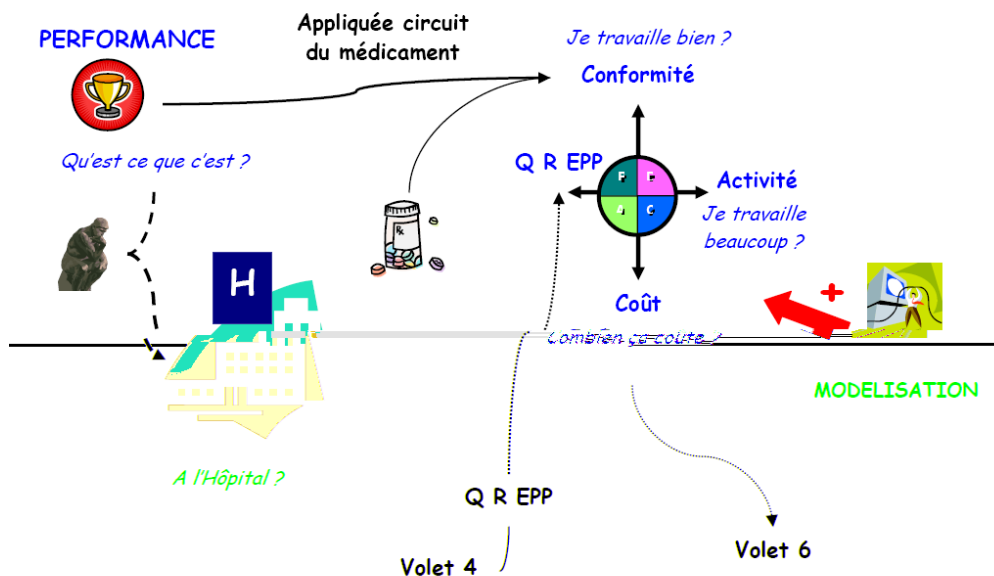 PERFORMANCE
Appliquée circuit
du médicament
Je travaille bien ?
Conformité
Qu'est ce que c'est ?
Q R EPP
Activité
Je travaille
beaucoup ?
Rx
H
Coût
+
Combien ça coûte
MODELISATION
A l'Hôpital ?
Q R EPP
Volet 4
Volet 6